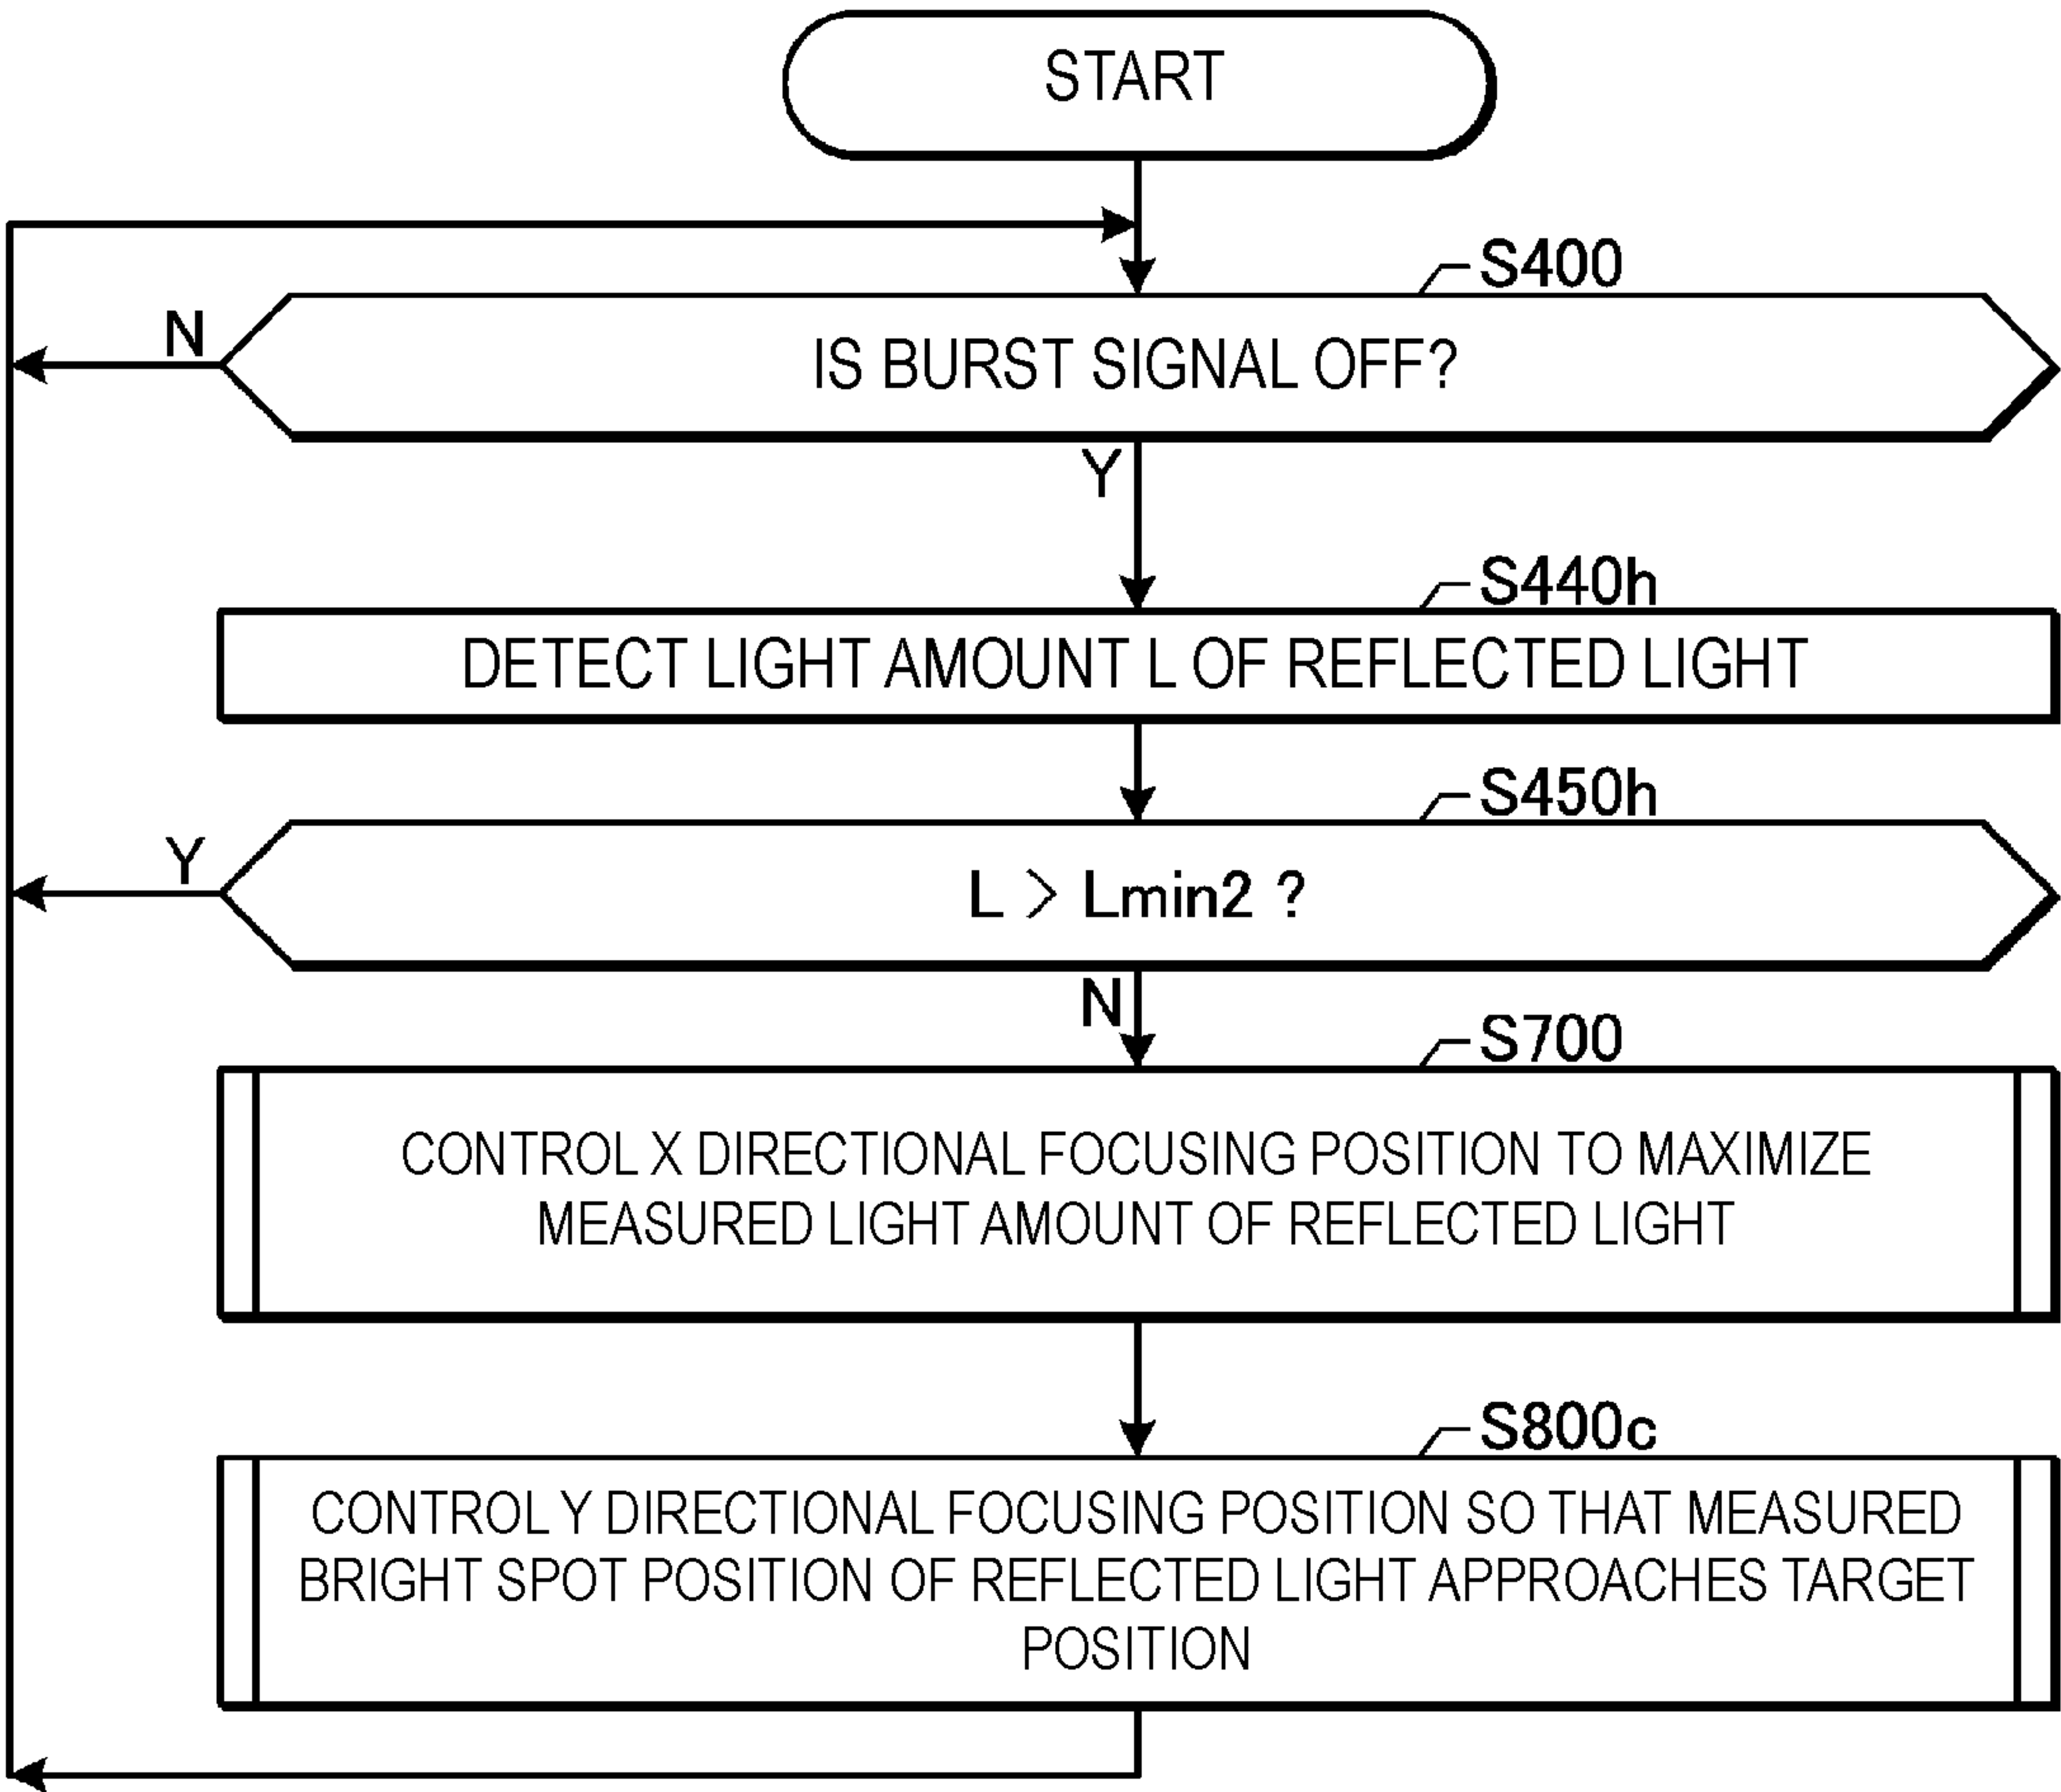 START
S400
N
IS BURST SIGNAL OFF?
Y
S440h
DETECT LIGHT AMOUNT L OF REFLECTED LIGHT
S450h
Y
L > Lmin2 ?
N
S700
CONTROL X DIRECTIONAL FOCUSING POSITION TO MAXIMIZE
MEASURED LIGHT AMOUNT OF REFLECTED LIGHT
S800c
CONTROL Y DIRECTIONAL FOCUSING POSITION SO THAT MEASURED
BRIGHT SPOT POSITION OF REFLECTED LIGHT APPROACHES TARGET
POSITION